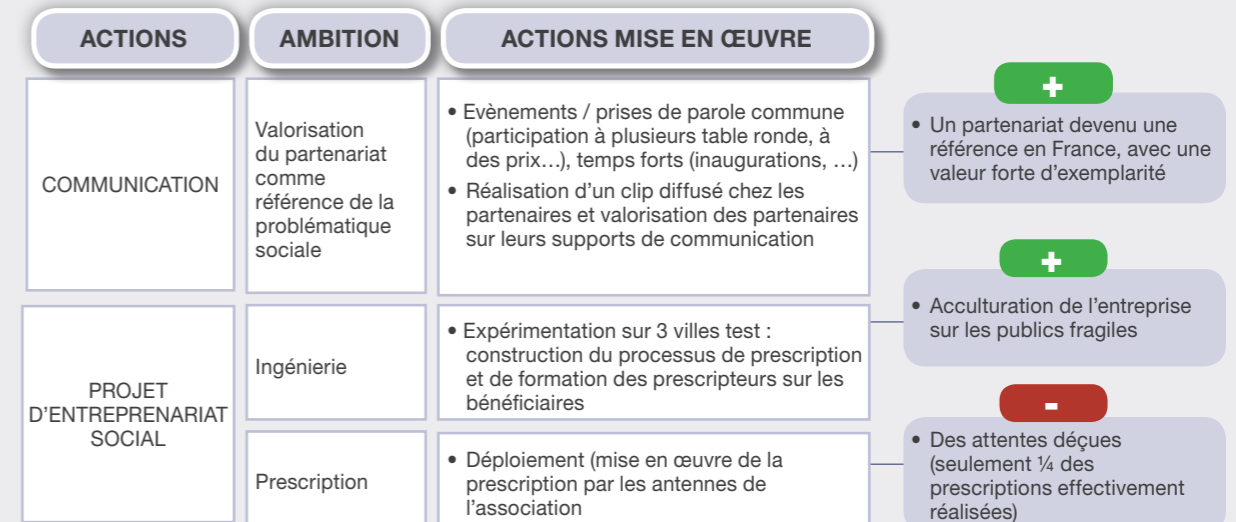 ACTIONS
AMBITION
ACTIONS MISE EN ŒUVRE
COMMUNICATION
Valorisation
du partenariat
comme
référence de la
problématique
sociale
• Evènements / prises de parole commune
(participation à plusieurs table ronde, à
des prix…), temps forts (inaugurations, …)
• Réalisation d’un clip diffusé chez les
partenaires et valorisation des partenaires
sur leurs supports de communication
+
• Un partenariat devenu une
référence en France, avec une
valeur forte d’exemplarité
PROJET
D’ENTREPRENARIAT
SOCIAL
Ingénierie
• Expérimentation sur 3 villes test :
construction du processus de prescription
et de formation des prescripteurs sur les
bénéficiaires
+
• Acculturation de l’entreprise
sur les publics fragiles
Prescription
• Déploiement (mise en œuvre de la
prescription par les antennes de
l’association
-
• Des attentes déçues
(seulement ¼ des
prescriptions effectivement
réalisées)